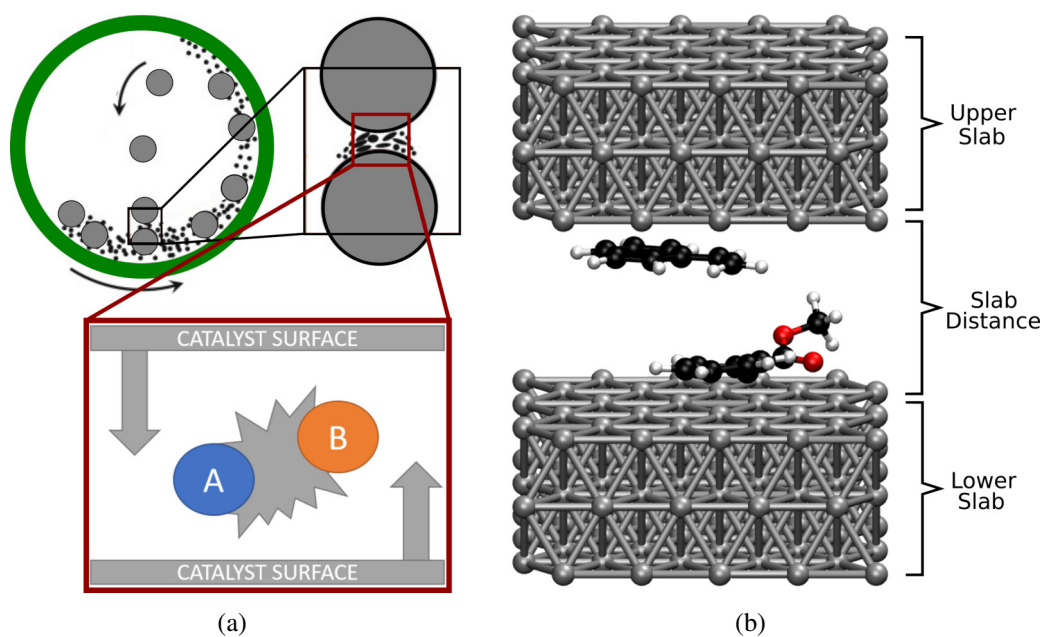 CATALYST SURFACE
A
B
CATALYST SURFACE
(a)
Upper
Slab
Slab
Distance
Lower
Slab
(b)